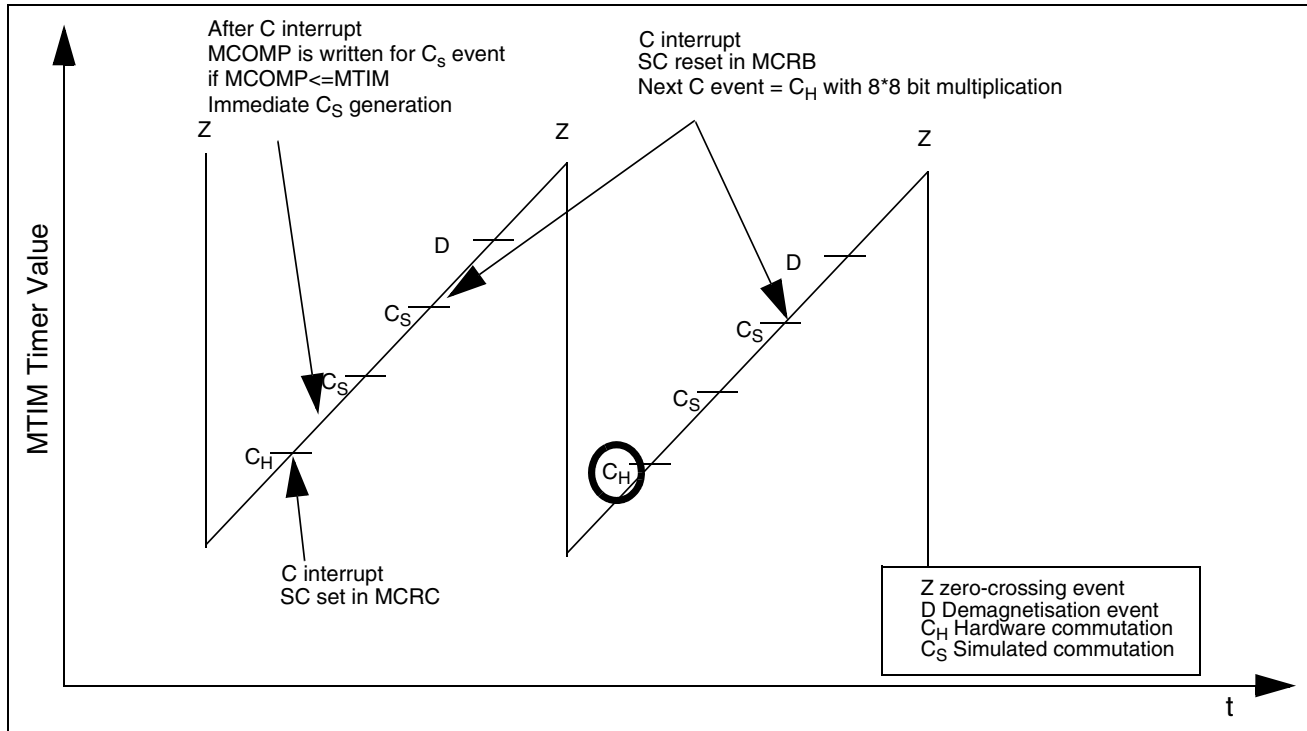 After C interrupt
MCOMP is written for Cs event
if MCOMP<=MTIM
Immediate CS generation
C interrupt
SC reset in MCRB
Next C event = CH with 8*8 bit multiplication
Z
Z
Z
D
D
CS
CS
CS
CS
CH
CH
MTIM Timer Value
C interrupt
SC set in MCRC
Z zero-crossing event
D Demagnetisation event
CH Hardware commutation
CS Simulated commutation
t